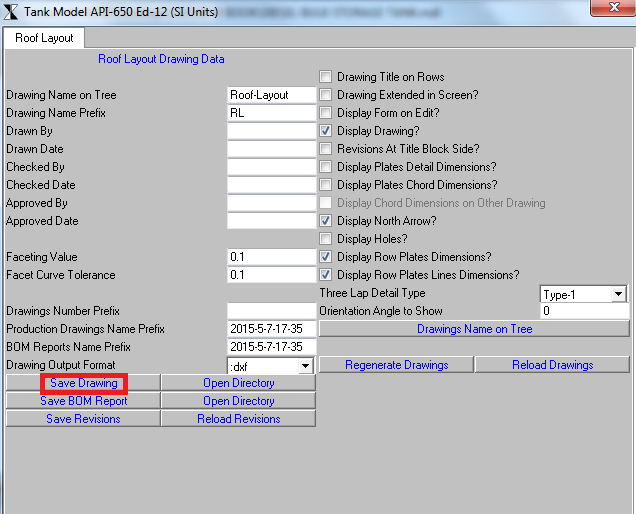 Tank Model API-650 Ed-12 (SI Units)
Roof Layout
Roof Layout Drawing Data
Drawing Title on Rows
Drawing Name on Tree Roof-Layout Drawing Extended in Screen?
Drawing Name Prefix RL Display Form on Edit?
Drawn By Display Drawing?
Drawn Date Revisions At Title Block Side?
Checked By Display Plates Detail Dimensions?
Checked Date Display Plates Chord Dimensions?
Approved By Display Chord Dimensions on Other Drawing
Approved Date Display North Arrow?
Display Holes?
Faceting Value 0.1 Display Row Plates Dimensions?
Facet Curve Tolerance 0.1 Display Row Plates Lines Dimensions?
Three Lap Detail Type Type-1
Drawings Number Prefix Orientation Angle to Show 0
Production Drawings Name Prefix 2015-5-7-17-35 Drawings Name on Tree
BOM Reports Name Prefix 2015-5-7-17-35
Drawing Output Format :dxf Regenerate Drawings Reload Drawings
Save Drawing Open Directory
Save BOM Report Open Directory
Save Revisions Reload Revisions